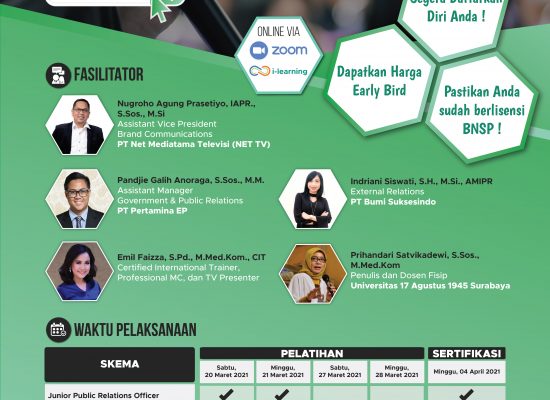 Segera Daftarkan
Diri Anda !
ONLINE VIA
zoom
i-learning
Dapatkan Harga
Early Bird
Pastikan Anda
sudah berlisensi
BNSP !
FASILITATOR
Nugroho Agung Prasetiyo, IAPR.,
S.Sos., M.Si
Assistant Vice President
Brand Communications
PT Net Mediatama Televisi (NET TV)
Pandjie Galih Anoraga, S.Sos., M.M.
Assistant Manager
Government & Public Relations
PT Pertamina EP
Indriani Siswati, S.H., M.Si., AMIPR
External Relations
PT Bumi Suksesindo
Emil Faizza, S.Pd., M.Med.Kom., CIT
Certified International Trainer,
Professional MC, dan TV Presenter
Prihandari Satvikadewi, S.Sos.,
M.Med.Kom
Penulis dan Dosen Fisip
Universitas 17 Agustus 1945 Surabaya
WAKTU PELAKSANAAN
SKEMA
PELATIHAN
SERTIFIKASI
Sabtu,
20 Maret 2021
Minggu,
21 Maret 2021
Sabtu,
27 Maret 2021
Minggu,
28 Maret 2021
Minggu, 04 April 2021
Junior Public Relations Officer